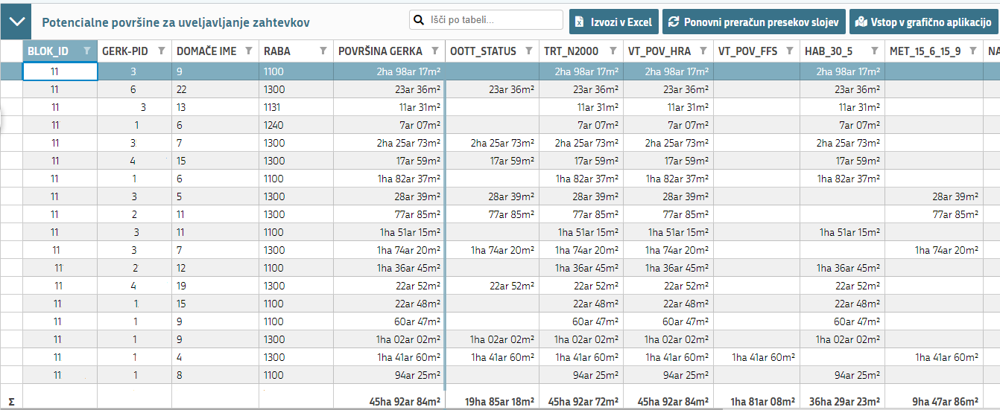 Potencialne površine za uveljavljanje zahtevkov Išči po tabeli... Izvozi v Excel Ponovni preračun presekov slojev Vstop v grafično aplikacijo
BLOK_ID GERK-PID DOMAČE IME RABA POVRŠINA GERKA OOTT_STATUS TRT_N2000 VT_POV_HRA VT_POV_FFS HAB_30_5 MET_15_6_15_9 NA
11 3 9 1100 2ha 98ar 17m² 2ha 98ar 17m² 2ha 98ar 17m² 2ha 98ar 17m²
11 6 22 1300 23ar 36m² 23ar 36m² 23ar 36m² 23ar 36m² 23ar 36m²
11 3 13 1131 11ar 31m² 11ar 31m² 11ar 31m² 11ar 31m²
11 1 6 1240 7ar 07m² 7ar 07m² 7ar 07m² 7ar 07m²
11 3 7 1300 2ha 25ar 73m² 2ha 25ar 73m² 2ha 25ar 73m² 2ha 25ar 73m² 2ha 25ar 73m²
11 4 15 1300 17ar 59m² 17ar 59m² 17ar 59m² 17ar 59m² 17ar 59m²
11 1 6 1100 1ha 82ar 37m² 1ha 82ar 37m² 1ha 82ar 37m² 1ha 82ar 37m²
11 3 5 1300 28ar 39m² 28ar 39m² 28ar 39m² 28ar 39m² 28ar 39m²
11 2 11 1300 77ar 85m² 77ar 85m² 77ar 85m² 77ar 85m² 77ar 85m²
11 3 11 1100 1ha 51ar 15m² 1ha 51ar 15m² 1ha 51ar 15m² 1ha 51ar 15m²
11 3 7 1300 1ha 74ar 20m² 1ha 74ar 20m² 1ha 74ar 20m² 1ha 74ar 20m² 1ha 74ar 20m²
11 2 12 1100 1ha 36ar 45m² 1ha 36ar 45m² 1ha 36ar 45m² 1ha 36ar 45m²
11 4 19 1300 22ar 52m² 22ar 52m² 22ar 52m² 22ar 52m² 22ar 52m²
11 1 15 1100 22ar 48m² 22ar 48m² 22ar 48m² 22ar 48m²
11 1 9 1100 60ar 47m² 60ar 47m² 60ar 47m² 60ar 47m²
11 1 9 1300 1ha 02ar 02m² 1ha 02ar 02m² 1ha 02ar 02m² 1ha 02ar 02m² 1ha 02ar 02m²
11 1 4 1300 1ha 41ar 60m² 1ha 41ar 60m² 1ha 41ar 60m² 1ha 41ar 60m² 1ha 41ar 60m² 1ha 41ar 60m²
11 1 8 1100 94ar 25m² 94ar 25m² 94ar 25m² 94ar 25m²
Σ 45ha 92ar 84m² 19ha 85ar 18m² 45ha 92ar 72m² 45ha 92ar 84m² 1ha 81ar 08m² 36ha 29ar 23m² 9ha 47ar 86m²